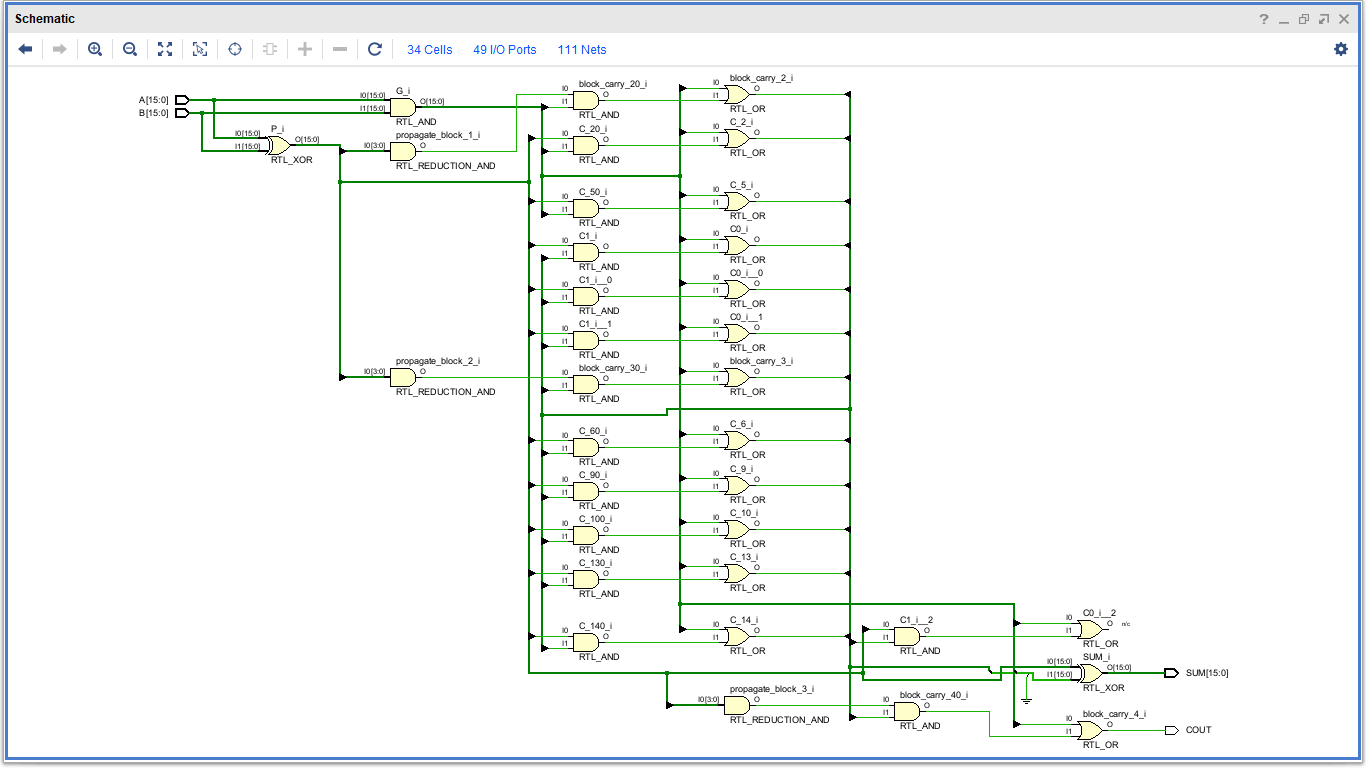 Schematic
34 Cells 49 I/O Ports 111 Nets
A[15:0]
B[15:0]
P_i
I0[15:0]
I1[15:0]
O[15:0]
RTL_XOR
G_i
I0[15:0]
I1[15:0]
O[15:0]
RTL_AND
propagate_block_1_i
I0[3:0]
O
RTL_REDUCTION_AND
propagate_block_2_i
I0[3:0]
O
RTL_REDUCTION_AND
block_carry_20_i
I0
I1
O
RTL_AND
C_20_i
I0
I1
O
RTL_AND
C_50_i
I0
I1
O
RTL_AND
C1_i
I0
I1
O
RTL_AND
C1_i__0
I0
I1
O
RTL_AND
C1_i__1
I0
I1
O
RTL_AND
block_carry_30_i
I0
I1
O
RTL_AND
C_60_i
I0
I1
O
RTL_AND
C_90_i
I0
I1
O
RTL_AND
C_100_i
I0
I1
O
RTL_AND
C_130_i
I0
I1
O
RTL_AND
C_140_i
I0
I1
O
RTL_AND
block_carry_2_i
I0
I1
O
RTL_OR
C_2_i
I0
I1
O
RTL_OR
C_5_i
I0
I1
O
RTL_OR
C0_i
I0
I1
O
RTL_OR
C0_i__0
I0
I1
O
RTL_OR
C0_i__1
I0
I1
O
RTL_OR
block_carry_3_i
I0
I1
O
RTL_OR
C_6_i
I0
I1
O
RTL_OR
C_9_i
I0
I1
O
RTL_OR
C_10_i
I0
I1
O
RTL_OR
C_13_i
I0
I1
O
RTL_OR
C_14_i
I0
I1
O
RTL_OR
propagate_block_3_i
I0[3:0]
O
RTL_REDUCTION_AND
C1_i__2
I0
I1
O
RTL_AND
block_carry_40_i
I0
I1
O
RTL_AND
C0_i__2
I0
I1
O
n/c
RTL_OR
SUM_i
I0[15:0]
I1[15:0]
O[15:0]
RTL_XOR
SUM[15:0]
block_carry_4_i
I0
I1
O
RTL_OR
COUT